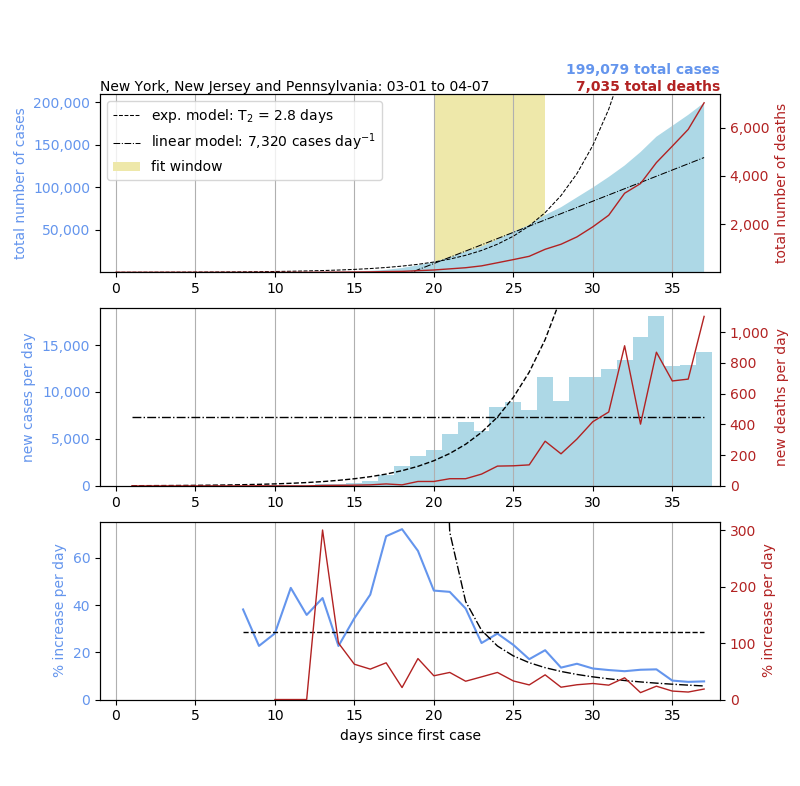 199,079 total cases
New York, New Jersey and Pennsylvania: 03-01 to 04-07
7,035 total deaths
exp. model: T₂ = 2.8 days
linear model: 7,320 cases day⁻¹
fit window
total number of cases
200,000
150,000
100,000
50,000
6,000
4,000
2,000
total number of deaths
0 5 10 15 20 25 30 35
new cases per day
15,000
10,000
5,000
0
1,000
800
600
400
200
0
new deaths per day
0 5 10 15 20 25 30 35
% increase per day
60
40
20
0
300
200
100
0
% increase per day
0 5 10 15 20 25 30 35
days since first case